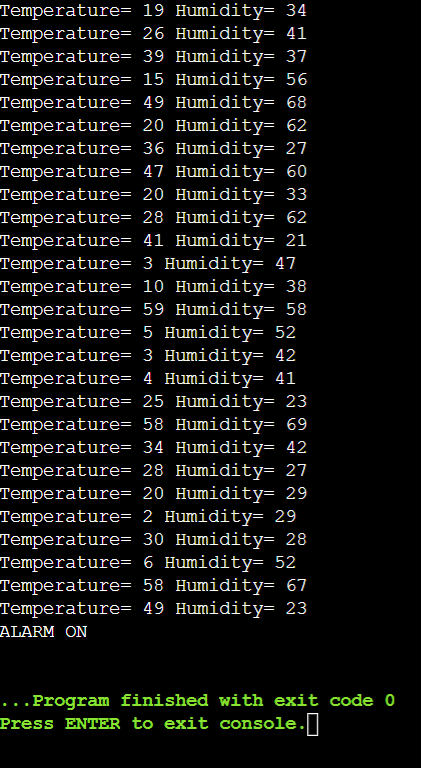 Temperature= 19 Humidity= 34
Temperature= 26 Humidity= 41
Temperature= 39 Humidity= 37
Temperature= 15 Humidity= 56
Temperature= 49 Humidity= 68
Temperature= 20 Humidity= 62
Temperature= 36 Humidity= 27
Temperature= 47 Humidity= 60
Temperature= 20 Humidity= 33
Temperature= 28 Humidity= 62
Temperature= 41 Humidity= 21
Temperature= 3 Humidity= 47
Temperature= 10 Humidity= 38
Temperature= 59 Humidity= 58
Temperature= 5 Humidity= 52
Temperature= 3 Humidity= 42
Temperature= 4 Humidity= 41
Temperature= 25 Humidity= 23
Temperature= 58 Humidity= 69
Temperature= 34 Humidity= 42
Temperature= 28 Humidity= 27
Temperature= 20 Humidity= 29
Temperature= 2 Humidity= 29
Temperature= 30 Humidity= 28
Temperature= 6 Humidity= 52
Temperature= 58 Humidity= 67
Temperature= 49 Humidity= 23
ALARM ON
...Program finished with exit code 0
Press ENTER to exit console.